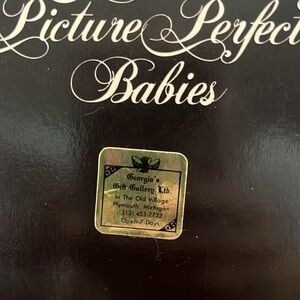 Picture Perfect
Babies
Georgia's
Gift Gallery Ltd.
In The Old Village
Plymouth, Michigan
(313) 453-7733
Open 7 Days